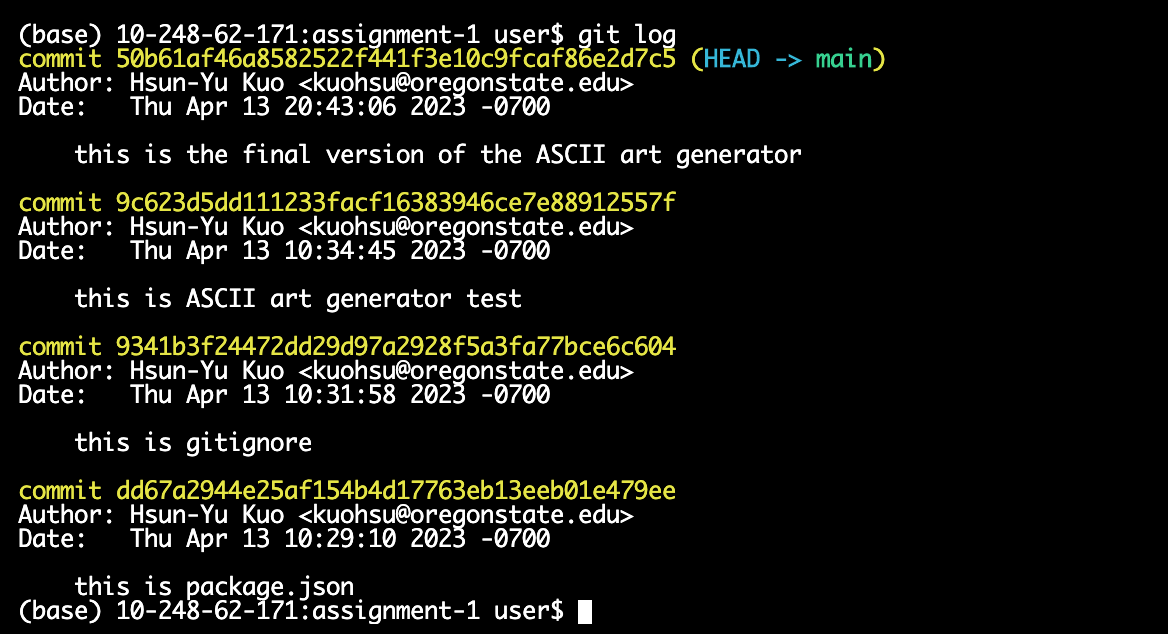 (base) 10-248-62-171:assignment-1 user$ git log
commit 50b61af46a8582522f441f3e10c9fcaf86e2d7c5 (HEAD -> main)
Author: Hsun-Yu Kuo <kuohsu@oregonstate.edu>
Date:   Thu Apr 13 20:43:06 2023 -0700
    this is the final version of the ASCII art generator
commit 9c623d5dd111233facf16383946ce7e88912557f
Author: Hsun-Yu Kuo <kuohsu@oregonstate.edu>
Date:   Thu Apr 13 10:34:45 2023 -0700
    this is ASCII art generator test
commit 9341b3f24472dd29d97a2928f5a3fa77bce6c604
Author: Hsun-Yu Kuo <kuohsu@oregonstate.edu>
Date:   Thu Apr 13 10:31:58 2023 -0700
    this is gitignore
commit dd67a2944e25af154b4d17763eb13eeb01e479ee
Author: Hsun-Yu Kuo <kuohsu@oregonstate.edu>
Date:   Thu Apr 13 10:29:10 2023 -0700
    this is package.json
(base) 10-248-62-171:assignment-1 user$